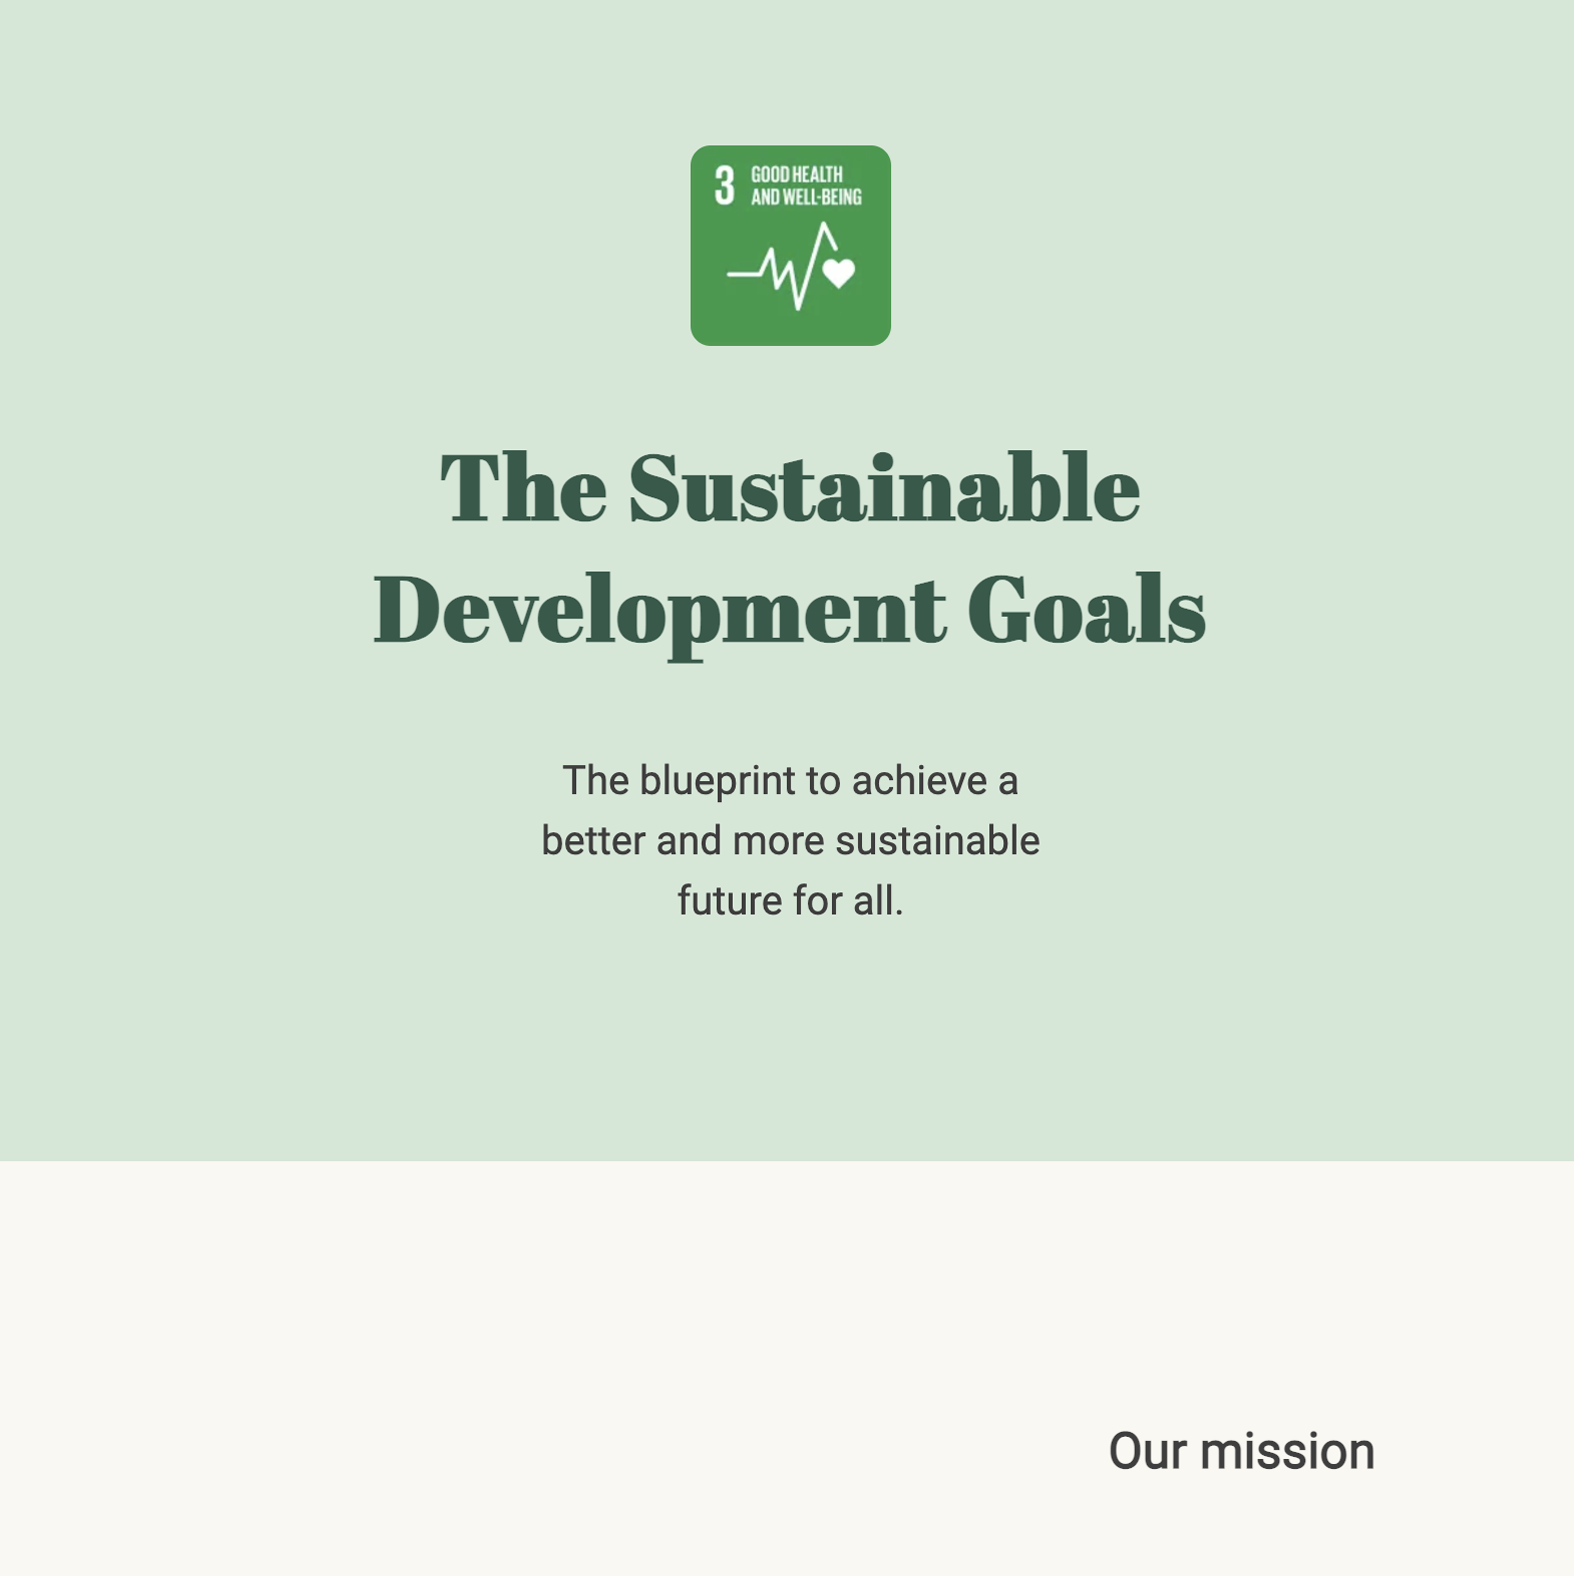 3 GOOD HEALTH
AND WELL-BEING
The Sustainable
Development Goals
The blueprint to achieve a
better and more sustainable
future for all.
Our mission